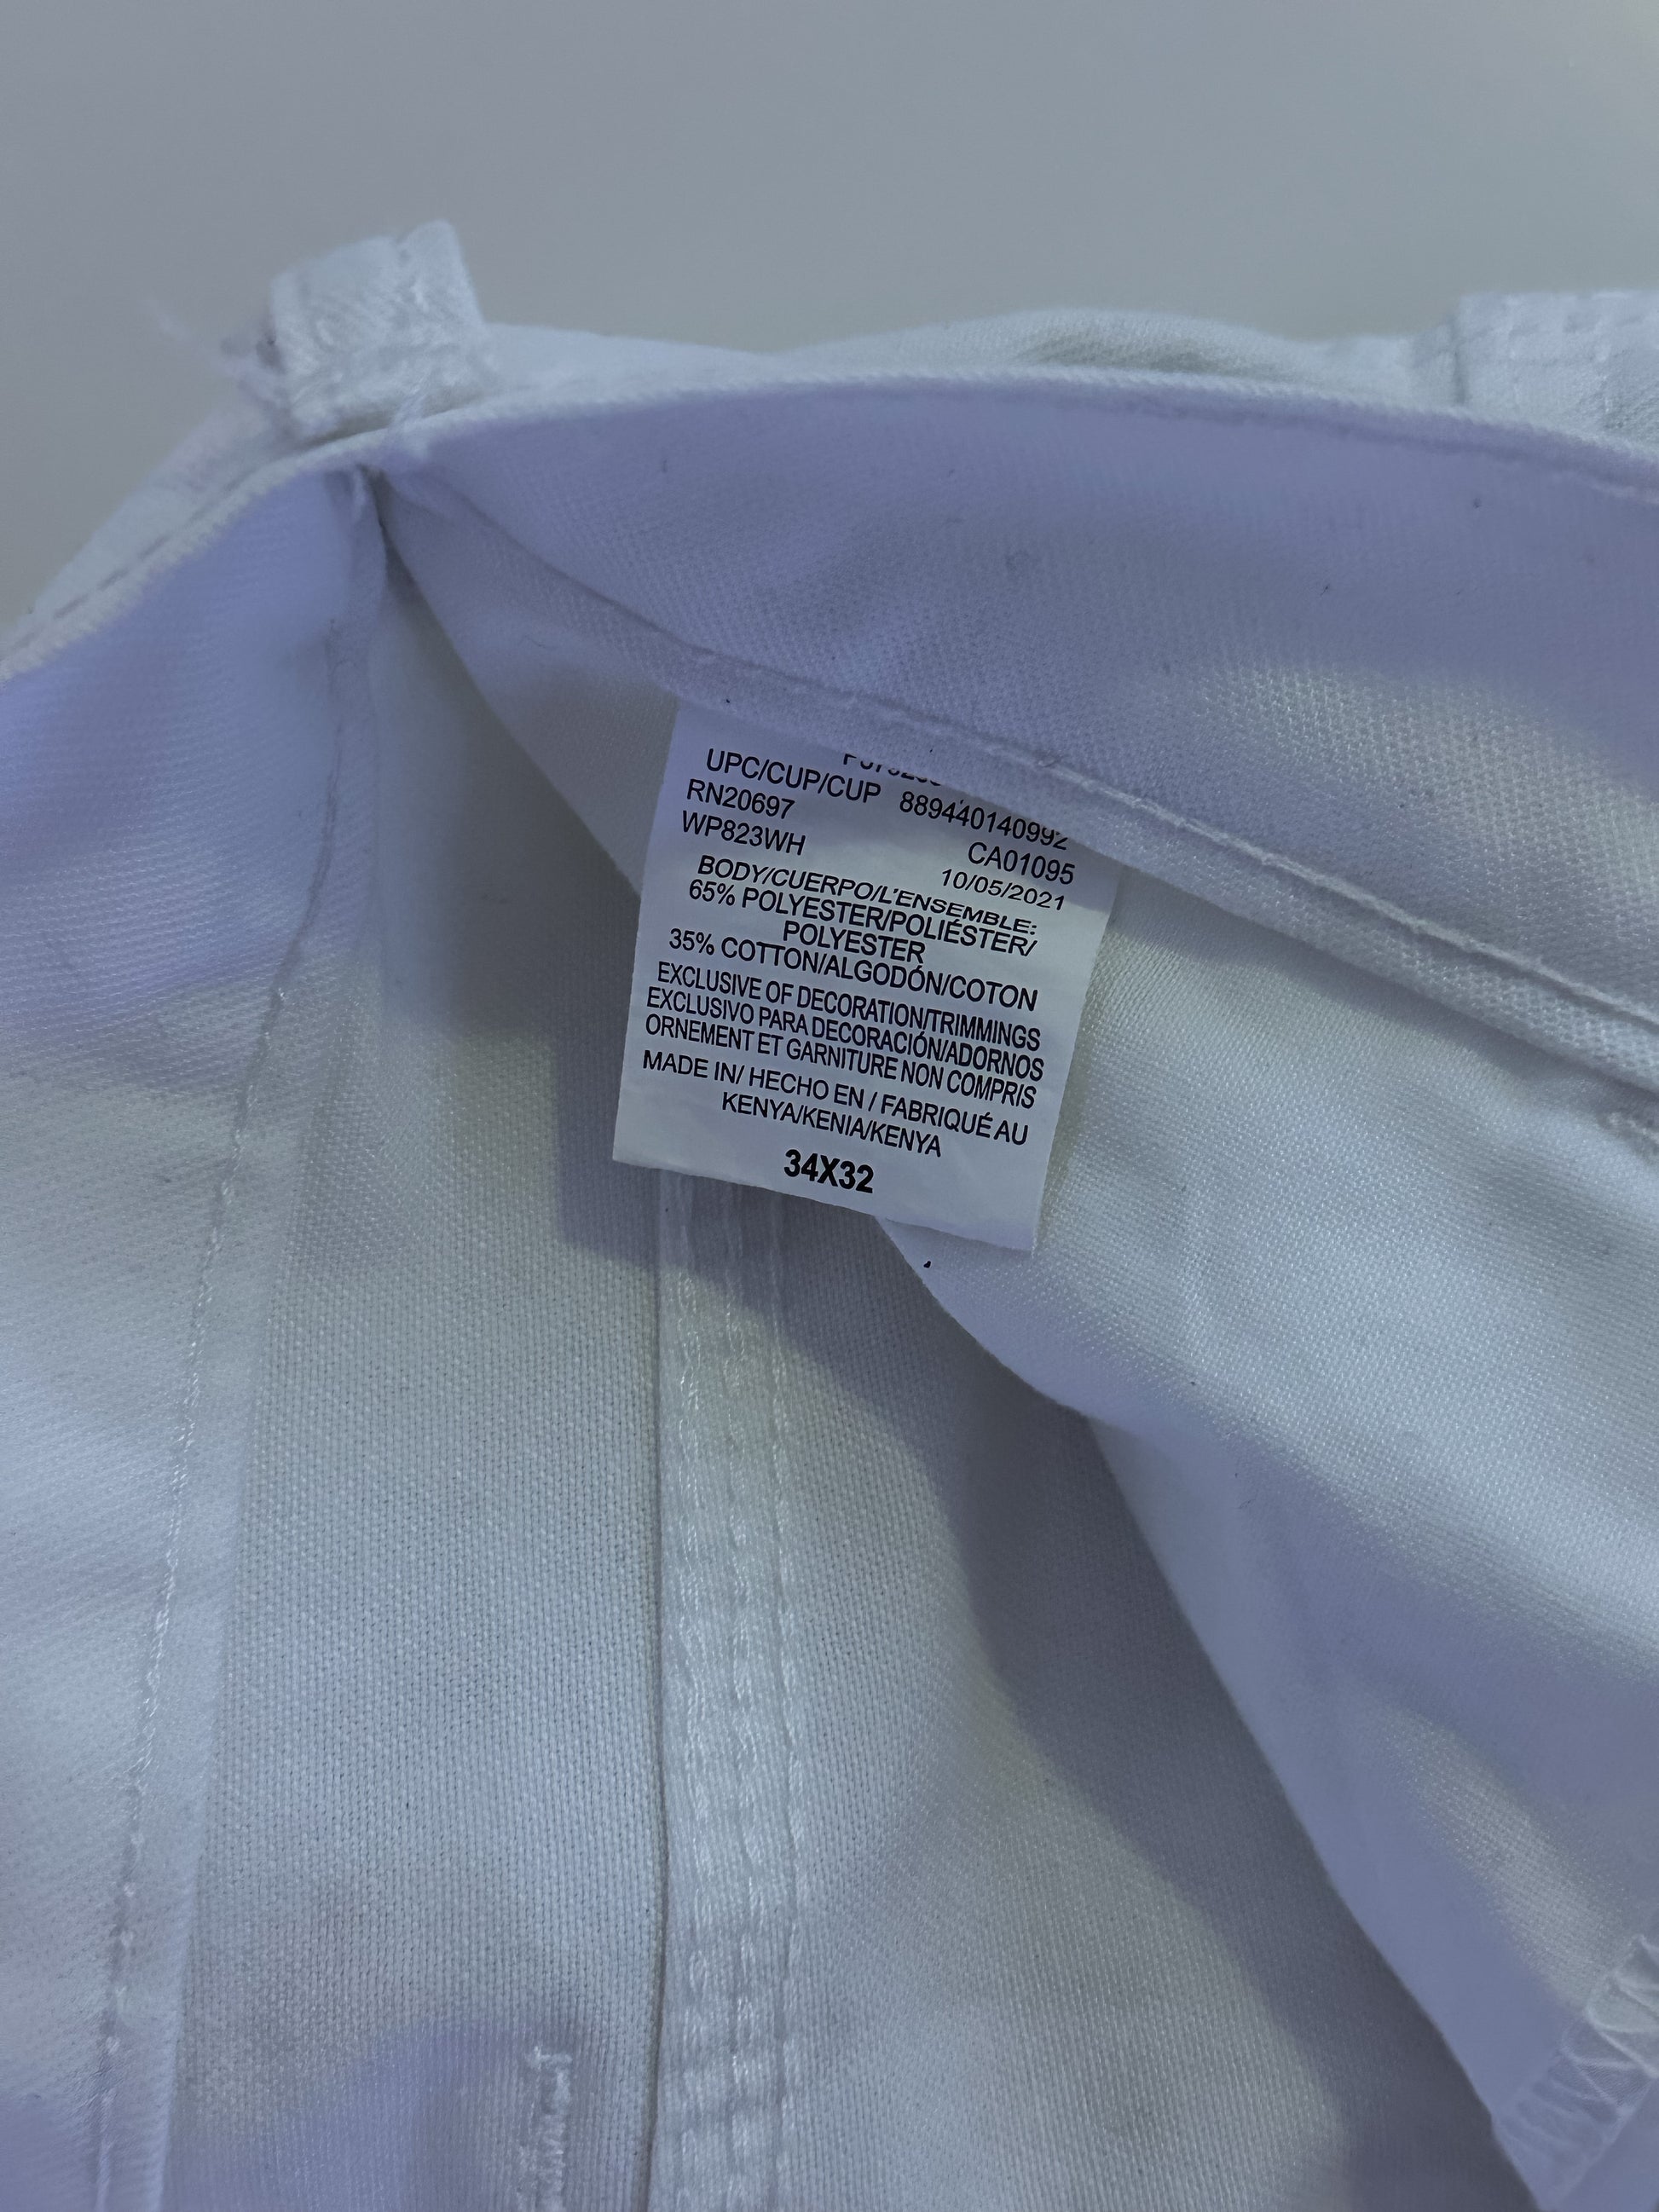 UPC/CUP/CUP 889440140992
RN20697 CA01095
WP823WH 10/05/2021
BODY/CUERPO/L'ENSEMBLE:
65% POLYESTER/POLIÉSTER/
POLYESTER
35% COTTON/ALGODÓN/COTON
EXCLUSIVE OF DECORATION/TRIMMINGS
EXCLUSIVO PARA DECORACIÓN/ADORNOS
ORNEMENT ET GARNITURE NON COMPRIS
MADE IN/ HECHO EN / FABRIQUÉ AU
KENYA/KENIA/KENYA
34X32